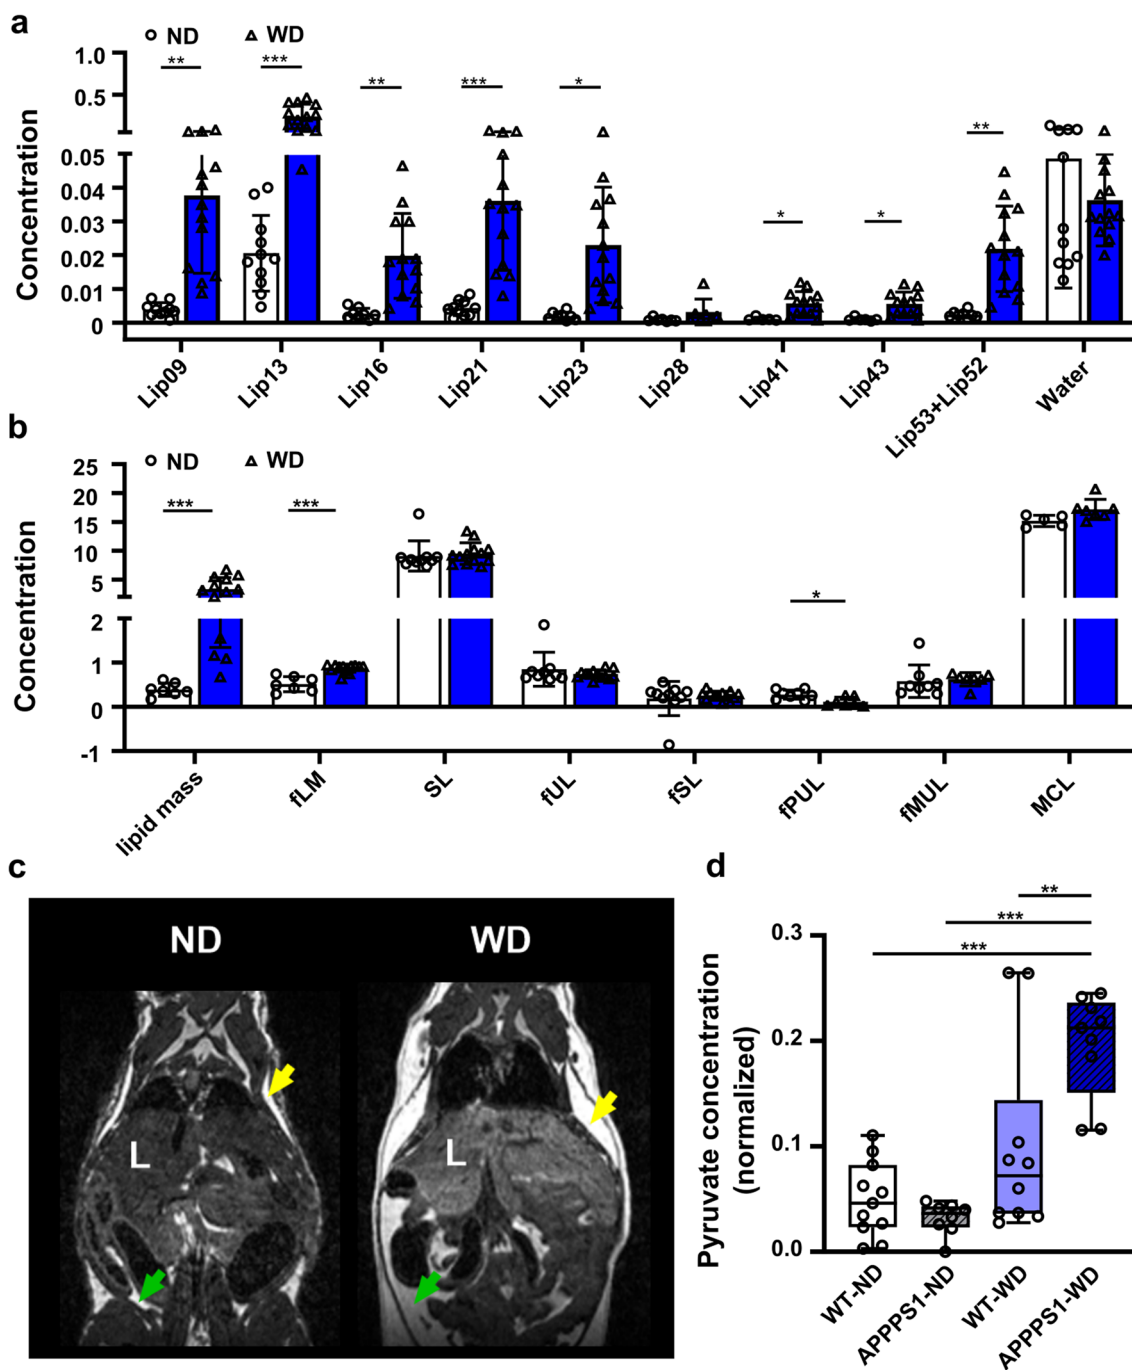 a
ND WD
** *** ** *** * * * **
Concentration
1.0
0.5
0.05
0.04
0.03
0.02
0.01
0
Lip09 Lip13 Lip16 Lip21 Lip23 Lip28 Lip41 Lip43 Lip53+Lip52 Water
b
ND WD
*** *** *
Concentration
25
20
15
10
5
2
1
0
-1
lipid mass fLM SL fUL fSL fPUL fMUL MCL
c
ND WD
L L
d
**
***
***
Pyruvate concentration
(normalized)
0.3
0.2
0.1
0.0
WT-ND APPPS1-ND WT-WD APPPS1-WD